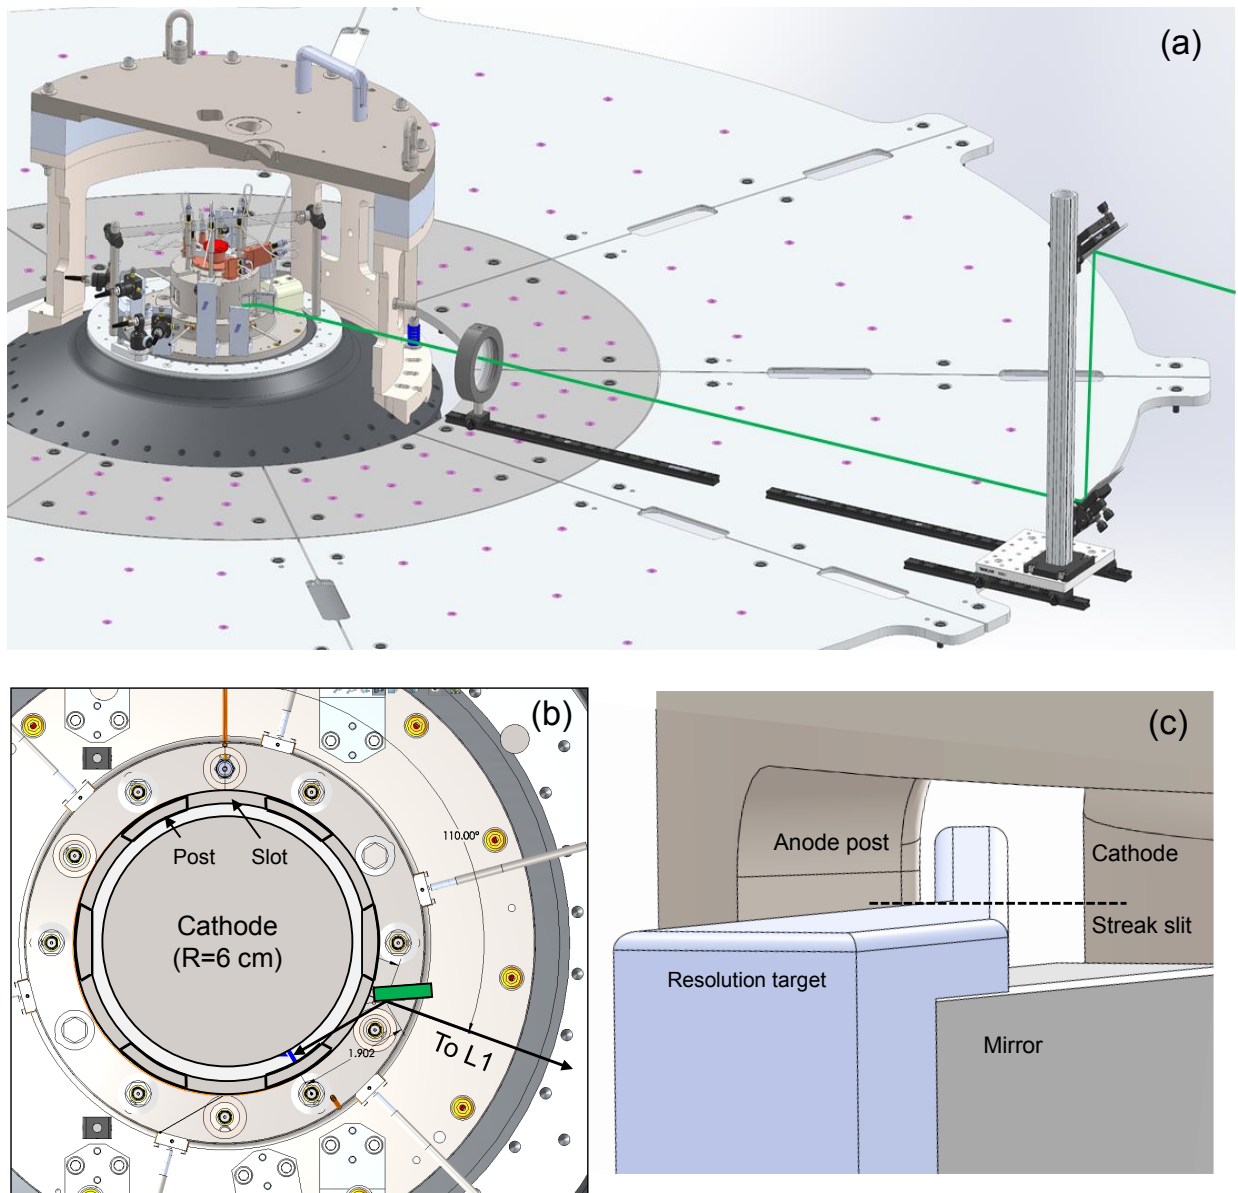 (a)
(b)
110.00°
Post
Slot
Cathode
(R=6 cm)
1.902
To L1
(c)
Anode post
Cathode
Streak slit
Resolution target
Mirror